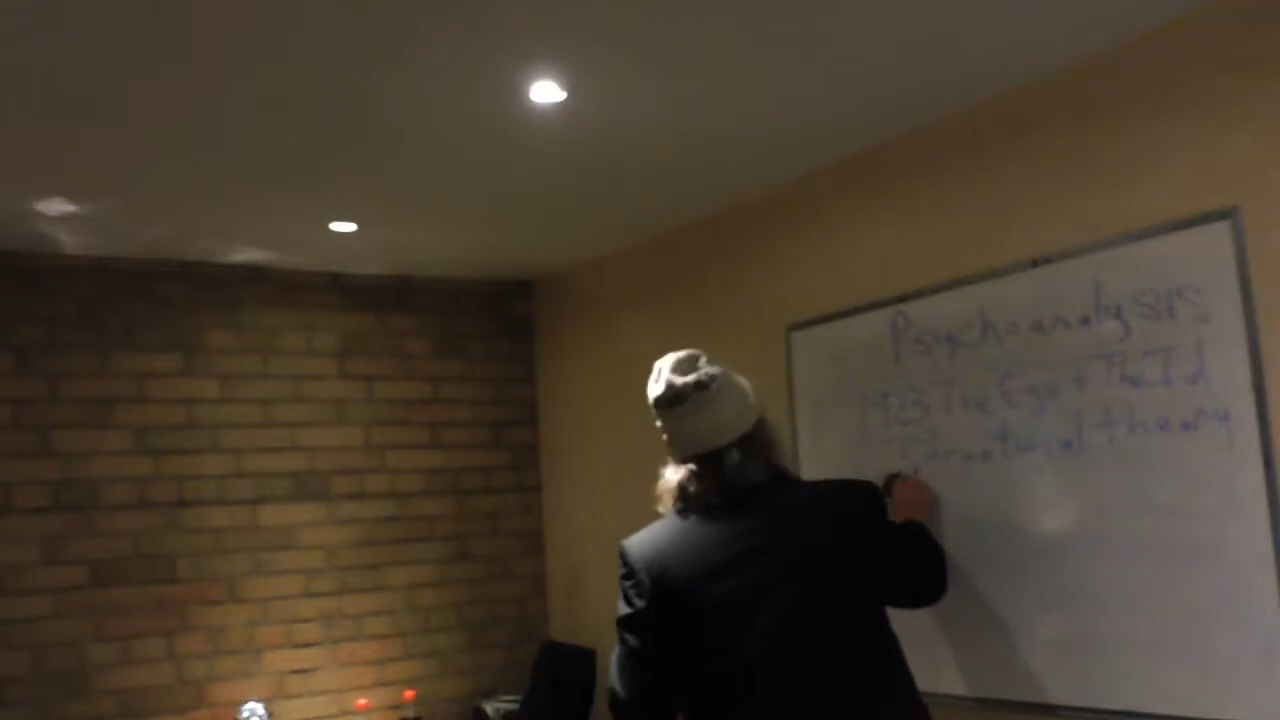 Psychoanalysis
1923 The Ego + The Id
Structural theory